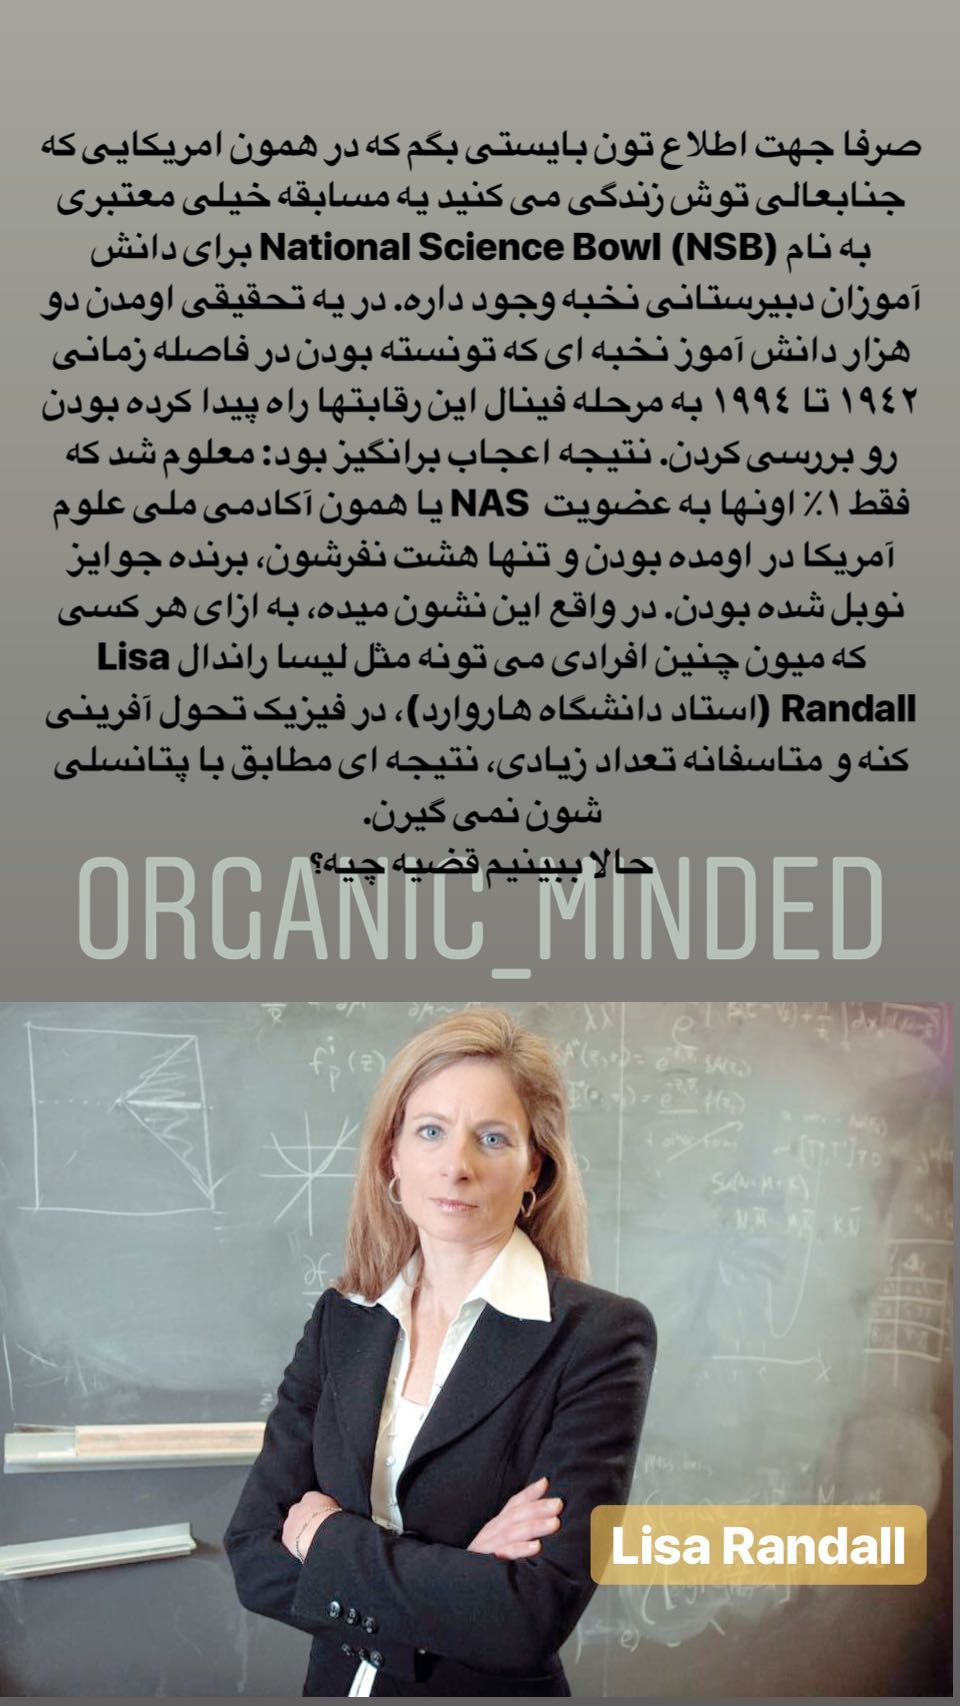 صرفا جهت اطلاع تون بایستی بگم که در همون امریکایی که
جنابعالی توش زندگی می کنید یه مسابقه خیلی معتبری
به نام National Science Bowl (NSB) برای دانش
آموزان دبیرستانی نخبه وجود داره. در یه تحقیقی اومدن دو
هزار دانش آموز نخبه ای که تونسته بودن در فاصله زمانی
١٩٤٢ تا ١٩٩٤ به مرحله فینال این رقابتها راه پیدا کرده بودن
رو بررسی کردن. نتیجه اعجاب برانگیز بود: معلوم شد که
فقط ١٪ اونها به عضویت NAS یا همون آکادمی ملی علوم
آمریکا در اومده بودن و تنها هشت نفرشون، برنده جوایز
نوبل شده بودن. در واقع این نشون میده، به ازای هر کسی
که میون چنین افرادی می تونه مثل لیسا راندال Lisa
Randall (استاد دانشگاه هاروارد)، در فیزیک تحول آفرینی
کنه و متاسفانه تعداد زیادی، نتیجه ای مطابق با پتانسلی
شون نمی گیرن.
حالا ببینیم قضیه چیه؟
ORGANIC_MINDED
Lisa Randall